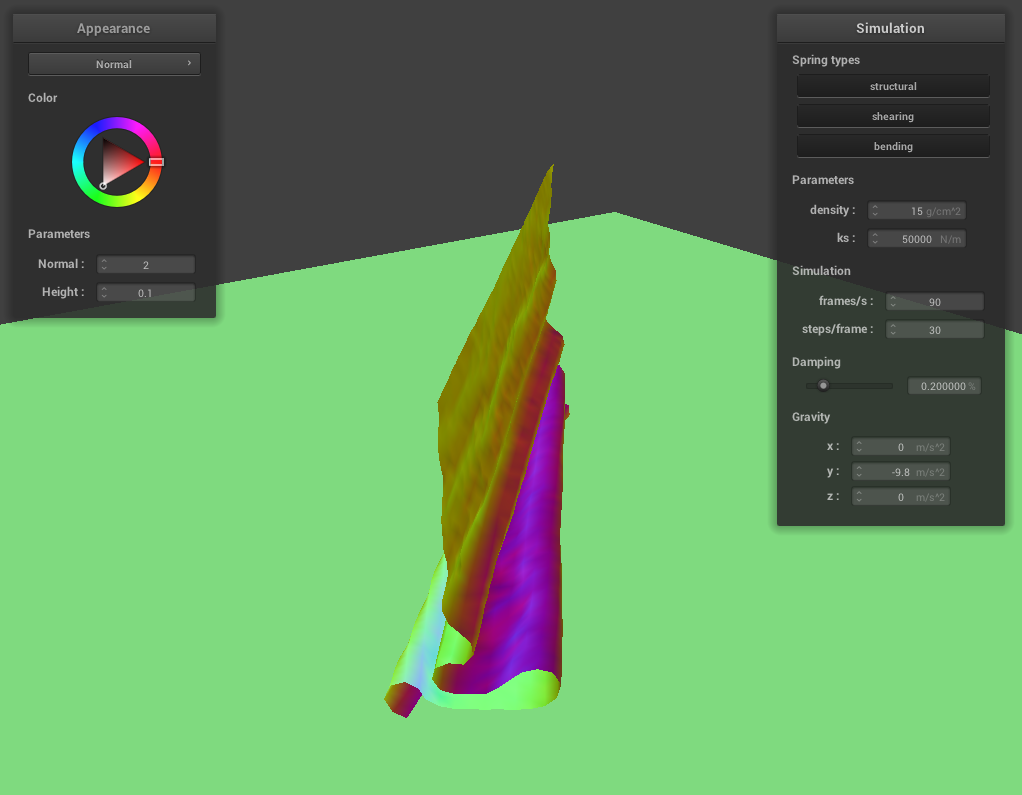 Appearance
Normal ›
Color
Parameters
Normal : 2
Height : 0.1
Simulation
Spring types
structural
shearing
bending
Parameters
density : 15 g/cm^2
ks : 50000 N/m
Simulation
frames/s : 90
steps/frame : 30
Damping
0.200000 %
Gravity
x : 0 m/s^2
y : -9.8 m/s^2
z : 0 m/s^2